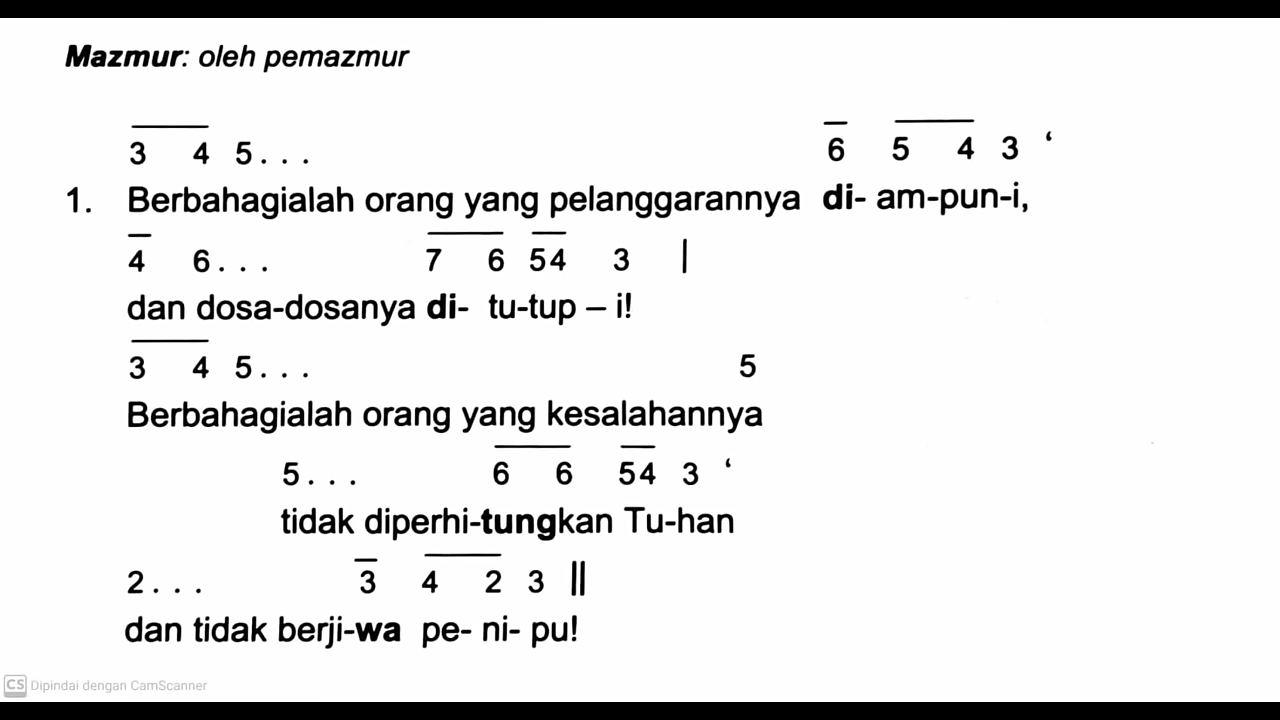 Mazmur: oleh pemazmur
3 4 5 . . . 6 5 4 3 ‘
1. Berbahagialah orang yang pelanggarannya di- am-pun-i,
4 6 . . . 7 6 54 3 |
dan dosa-dosanya di- tu-tup – i!
3 4 5 . . . 5
Berbahagialah orang yang kesalahannya
5 . . . 6 6 54 3 ‘
tidak diperhi-tungkan Tu-han
2 . . . 3 4 2 3 ||
dan tidak berji-wa pe- ni- pu!
CS Dipindai dengan CamScanner